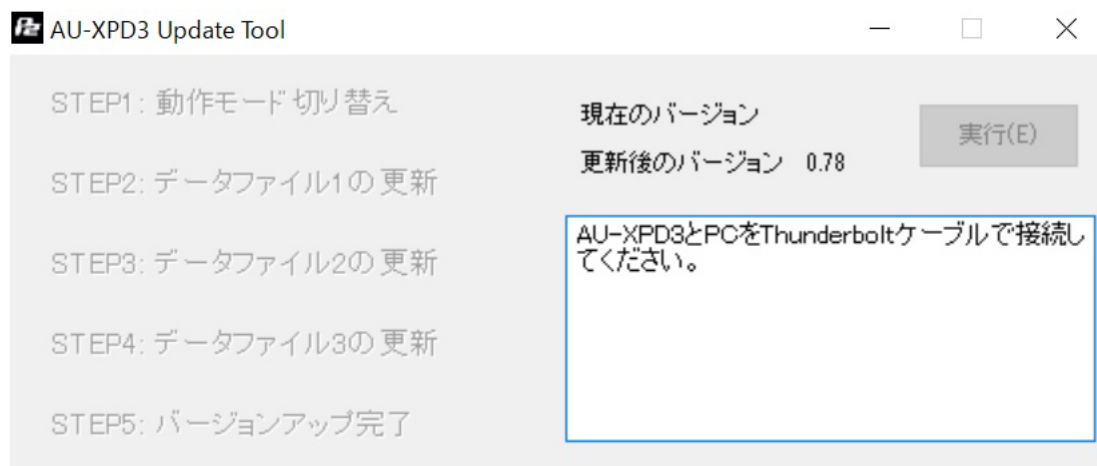 P2 AU-XPD3 Update Tool
STEP1: 動作モード切り替え
STEP2: データファイル1の更新
STEP3: データファイル2の更新
STEP4: データファイル3の更新
STEP5: バージョンアップ完了
現在のバージョン
更新後のバージョン 0.78
実行(E)
AU-XPD3とPCをThunderboltケーブルで接続し
てください。